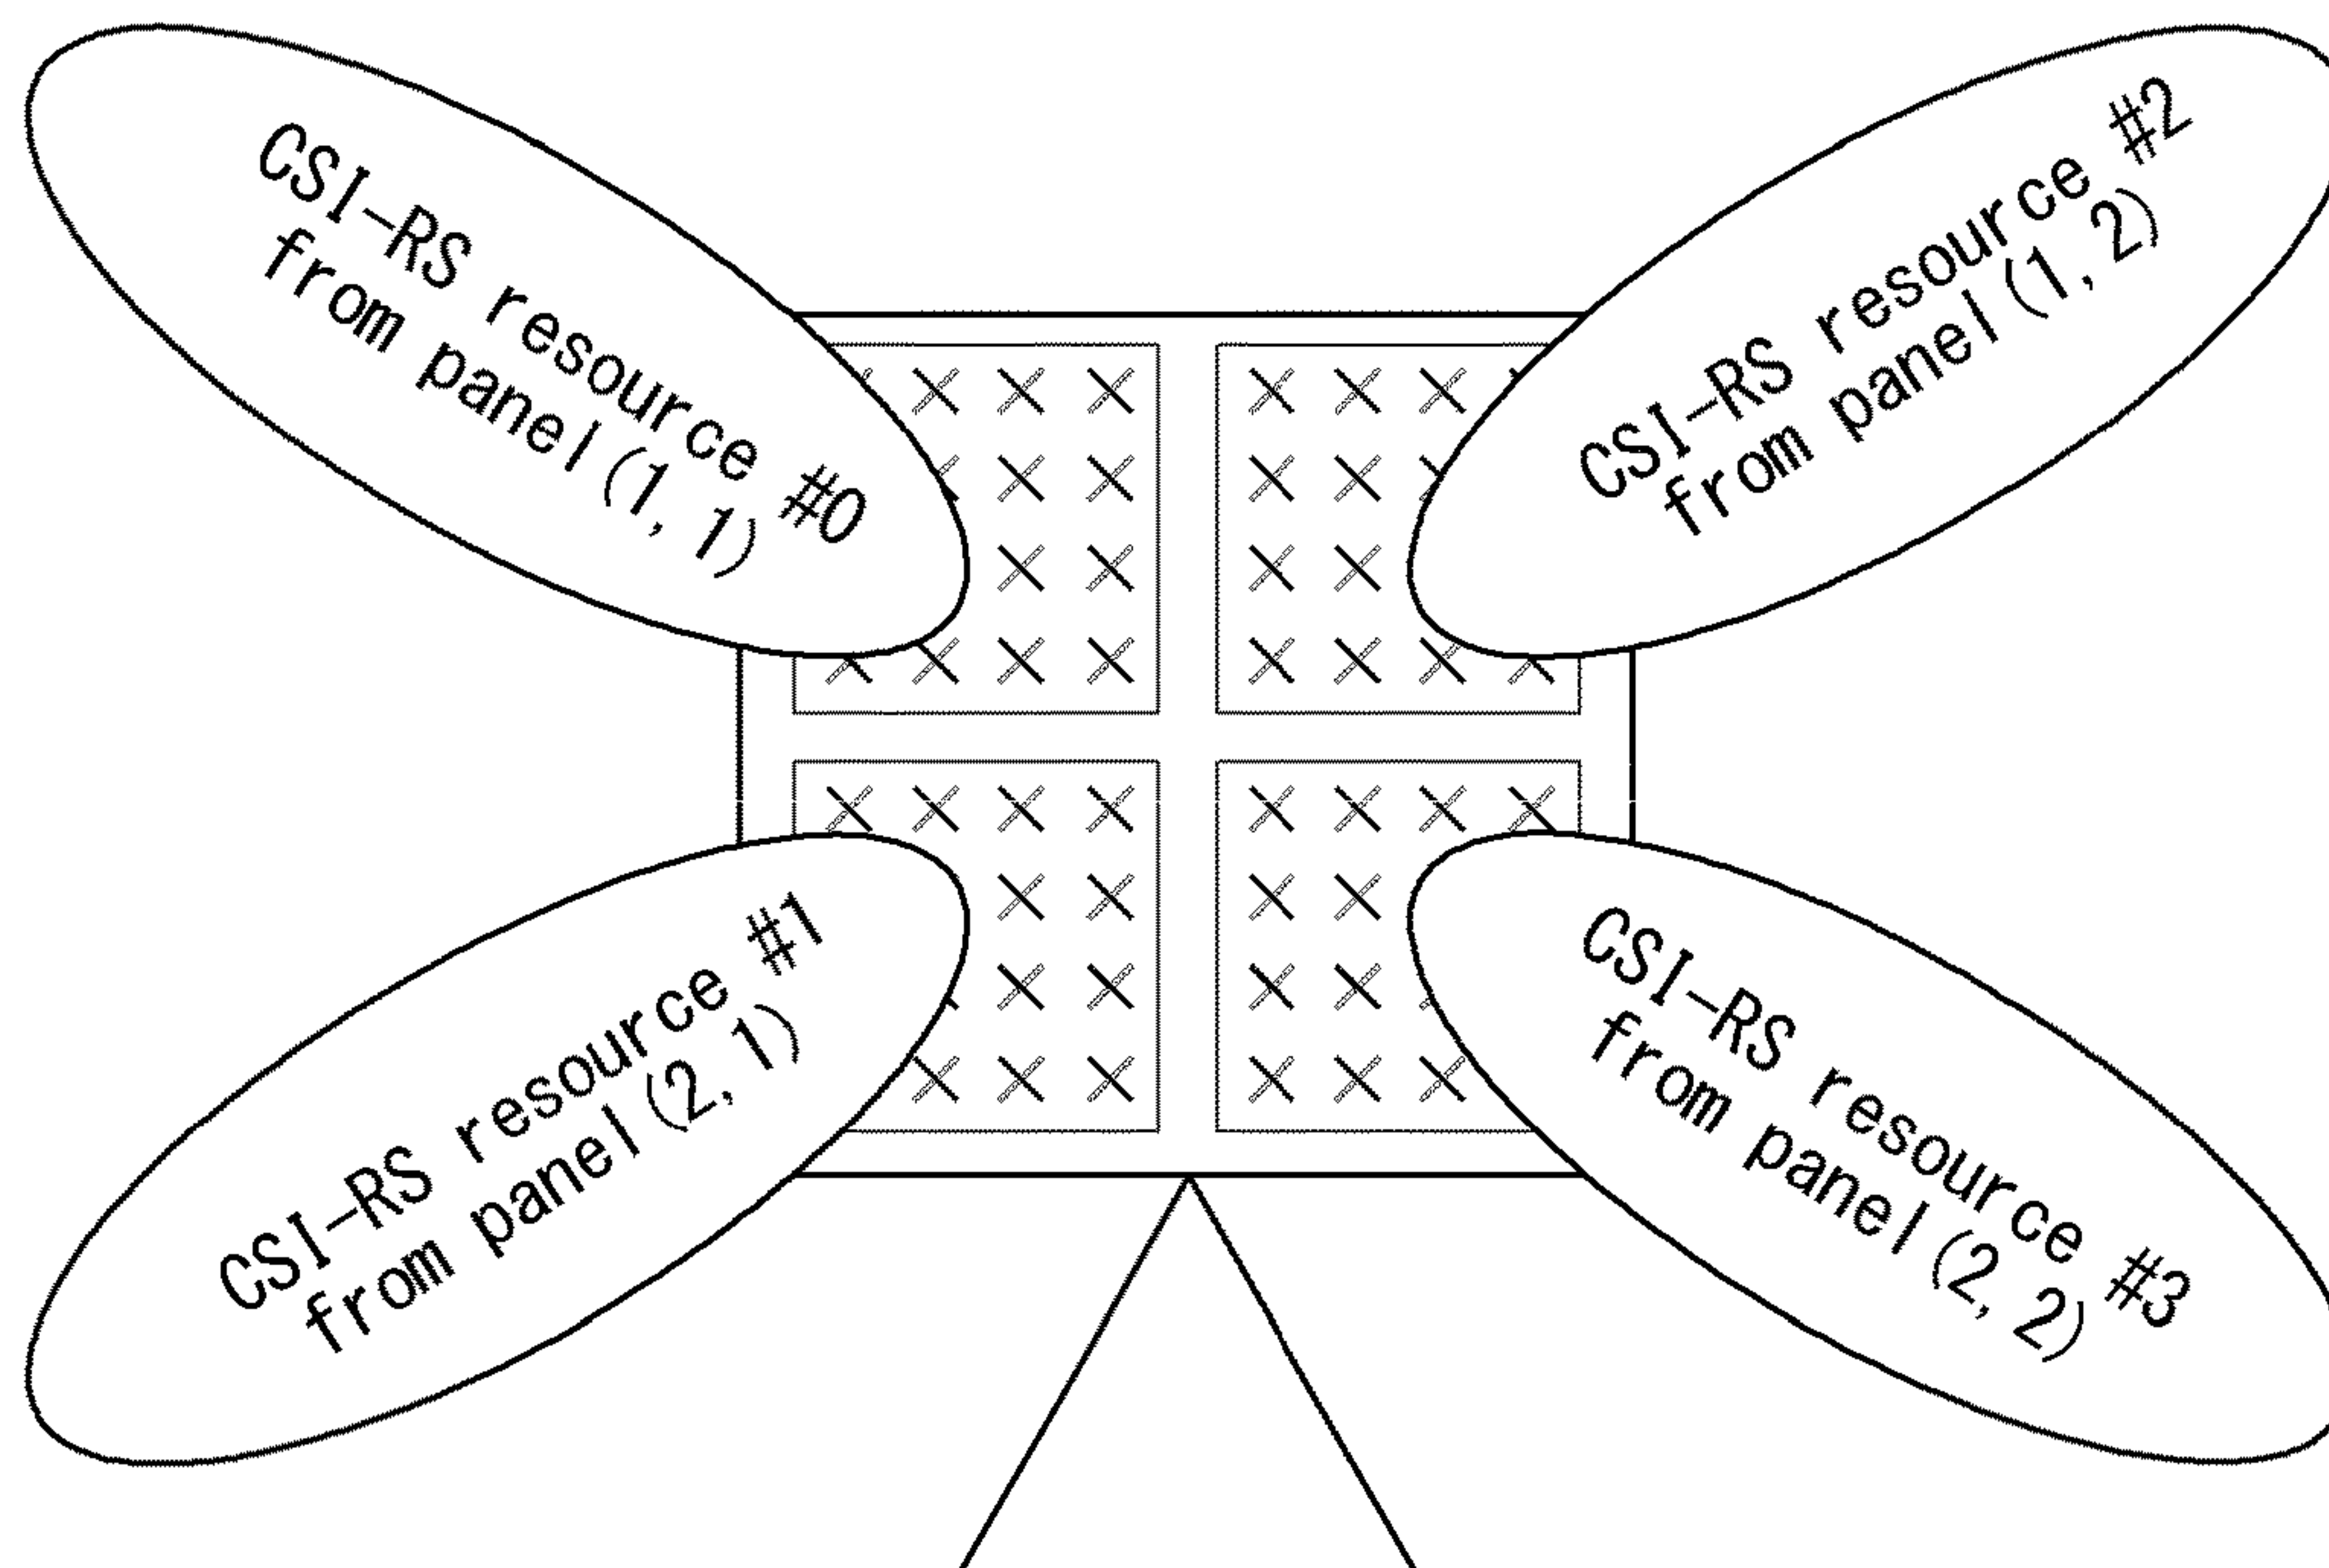 CSI-RS resource #0
from panel (1, 1)
CSI-RS resource #2
from panel (1, 2)
CSI-RS resource #1
from panel (2, 1)
CSI-RS resource #3
from panel (2, 2)